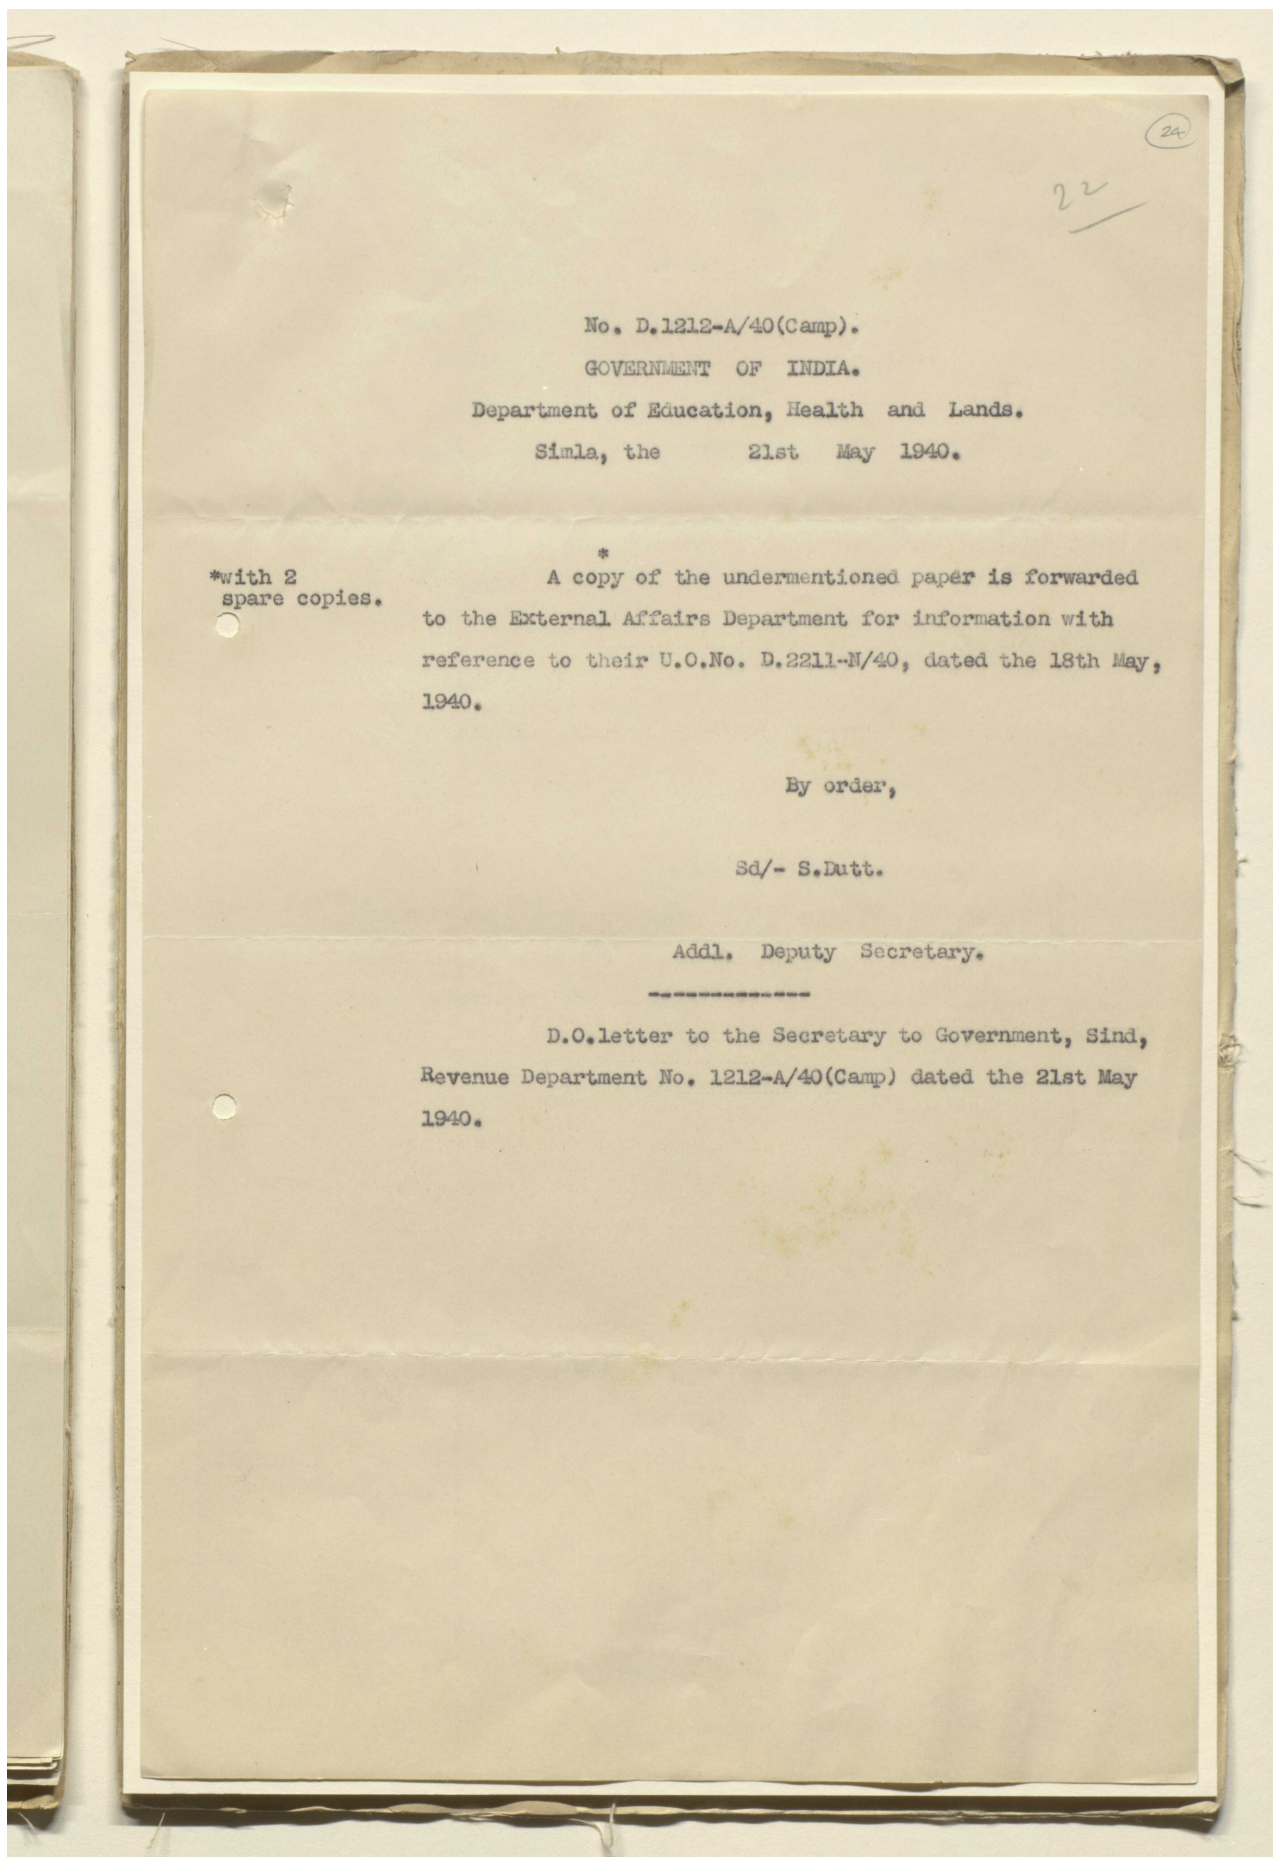 24
22
No. D.1212-A/40(Camp).
GOVERNMENT OF INDIA.
Department of Education, Health and Lands.
Simla, the 21st May 1940.
*
*with 2
spare copies.
A copy of the undermentioned paper is forwarded
to the External Affairs Department for information with
reference to their U.O.No. D.2211-N/40, dated the 18th May,
1940.
By order,
Sd/- S.Dutt.
Addl. Deputy Secretary.
-------------
D.O.letter to the Secretary to Government, Sind,
Revenue Department No. 1212-A/40(Camp) dated the 21st May
1940.